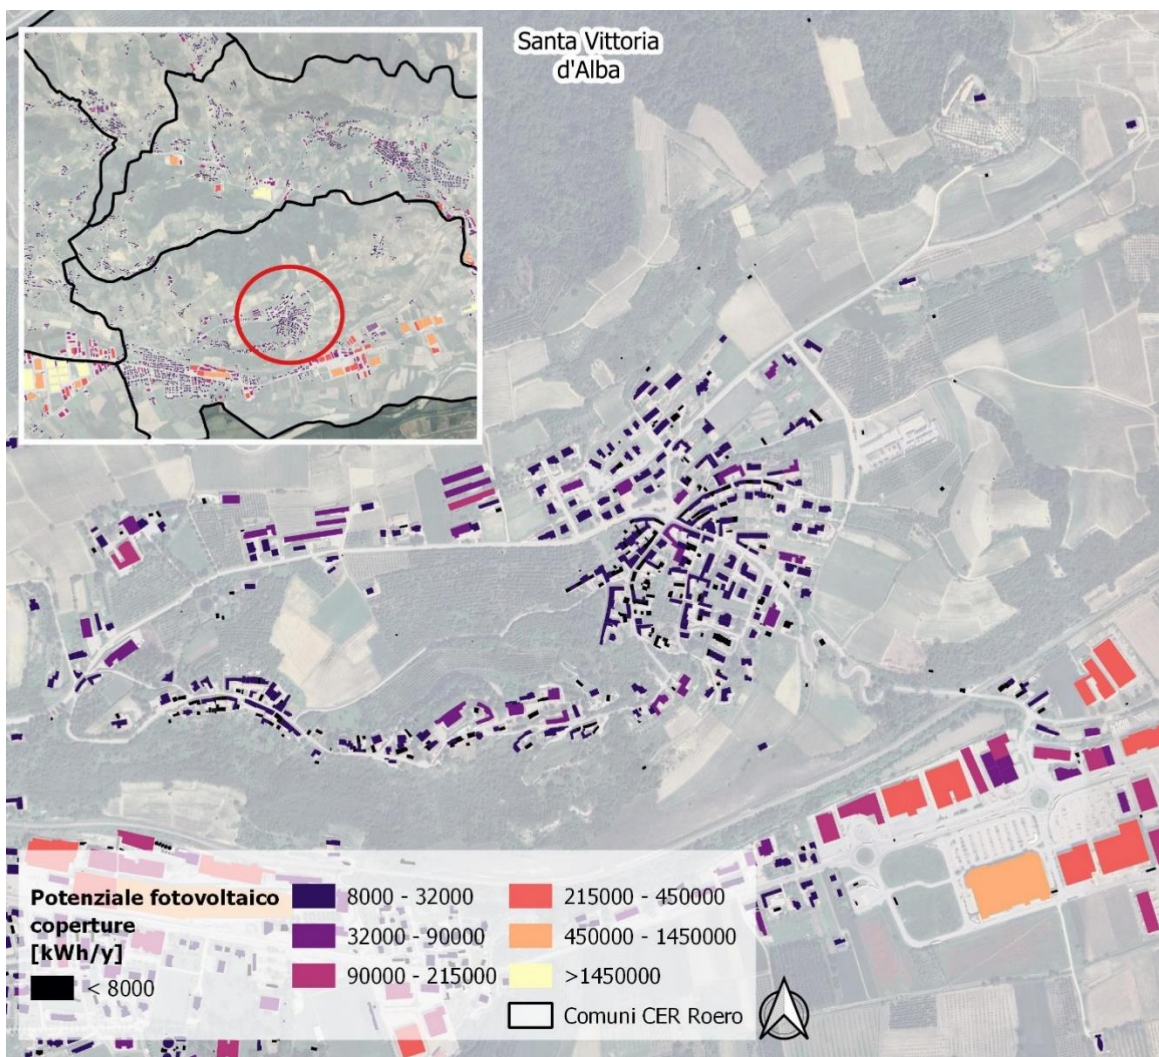 Santa Vittoria
d'Alba
Potenziale fotovoltaico
coperture
[kWh/y]
< 8000
8000 - 32000
32000 - 90000
90000 - 215000
215000 - 450000
450000 - 1450000
>1450000
Comuni CER Roero